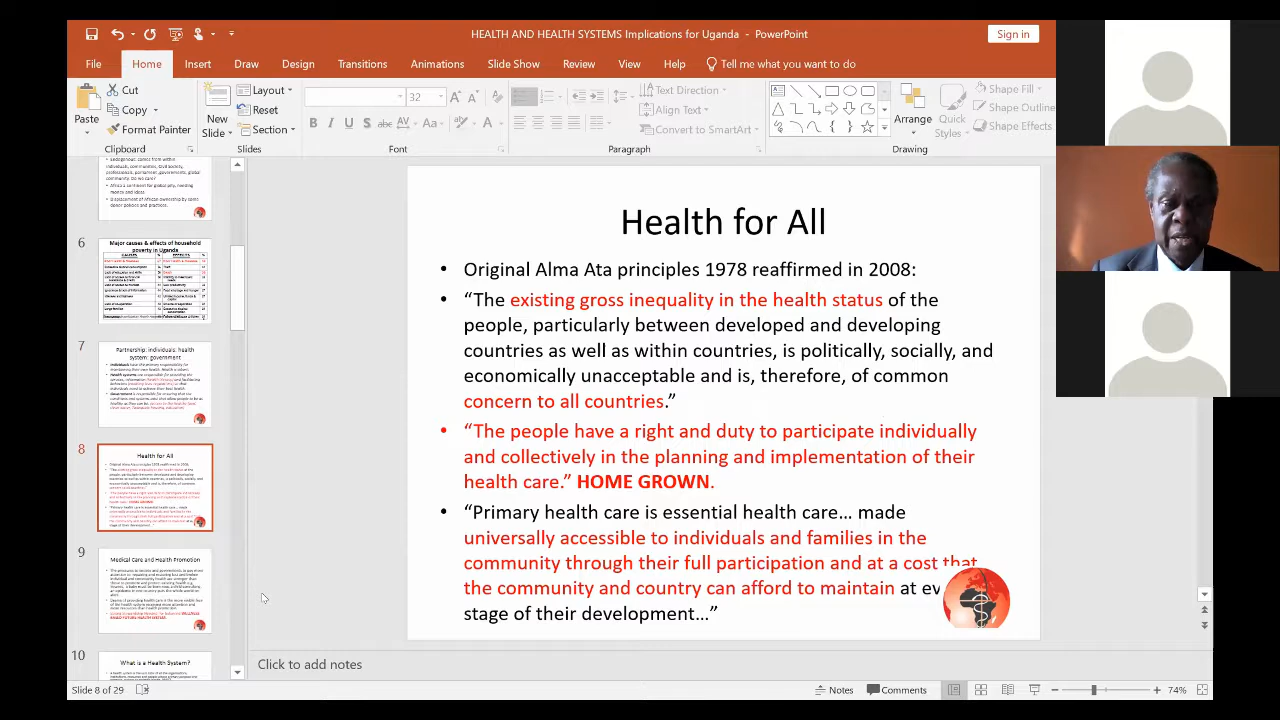 HEALTH AND HEALTH SYSTEMS Implications for Uganda - PowerPoint
Sign in
File Home Insert Draw Design Transitions Animations Slide Show Review View Help Tell me what you want to do
Paste
Cut
Copy
Format Painter
Clipboard
New Slide
Layout
Reset
Section
Slides
32
Font
Text Direction
Align Text
Convert to SmartArt
Paragraph
Arrange
Quick Styles
Shape Fill
Shape Outline
Shape Effects
Drawing
6
Major causes & effects of household
poverty in Uganda
7
Partnership: individuals; health
system; government
8
Health for All
9
Medical Care and Health Promotion
10
What is a Health System?
Health for All
• Original Alma Ata principles 1978 reaffirmed in 2008:
• “The existing gross inequality in the health status of the
people, particularly between developed and developing
countries as well as within countries, is politically, socially, and
economically unacceptable and is, therefore, of common
concern to all countries.”
• “The people have a right and duty to participate individually
and collectively in the planning and implementation of their
health care.” HOME GROWN.
• “Primary health care is essential health care… made
universally accessible to individuals and families in the
community through their full participation and at a cost that
the community and country can afford to maintain at
stage of their development…”
Click to add notes
Slide 8 of 29
Notes
Comments
74%